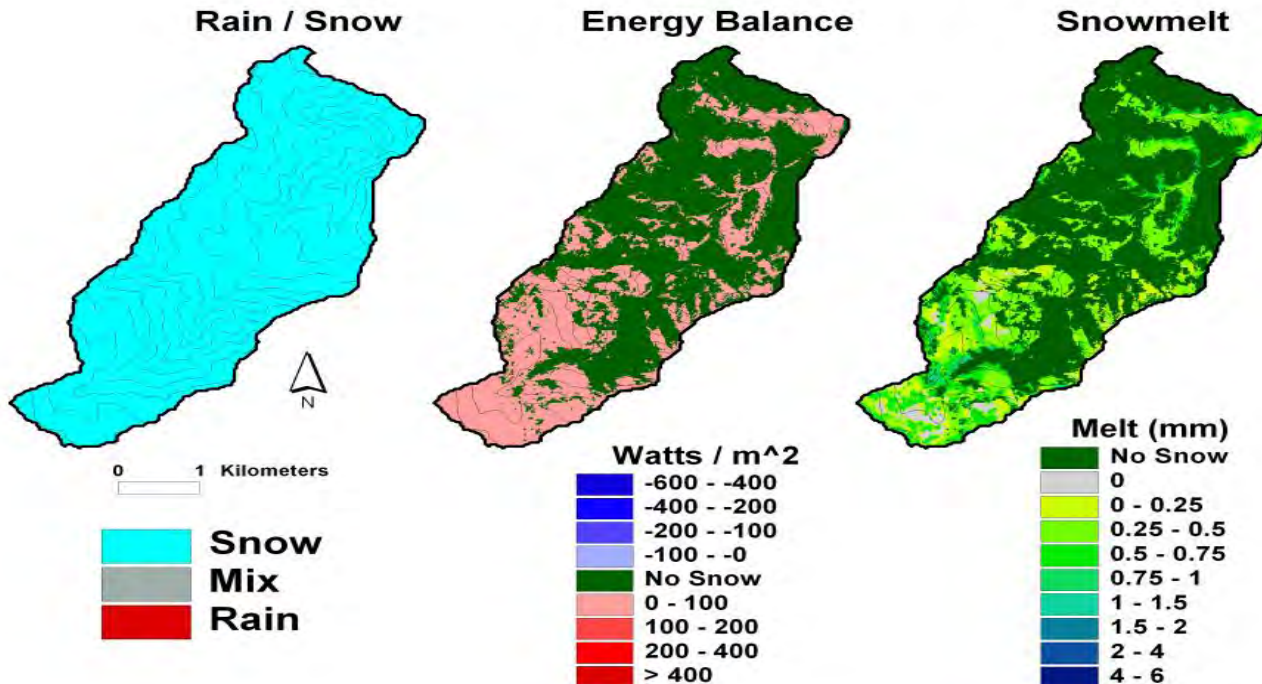 Rain / Snow
Energy Balance
Snowmelt
N
0 1 Kilometers
Snow
Mix
Rain
Watts / m^2
-600 - -400
-400 - -200
-200 - -100
-100 - -0
No Snow
0 - 100
100 - 200
200 - 400
> 400
Melt (mm)
No Snow
0
0 - 0.25
0.25 - 0.5
0.5 - 0.75
0.75 - 1
1 - 1.5
1.5 - 2
2 - 4
4 - 6